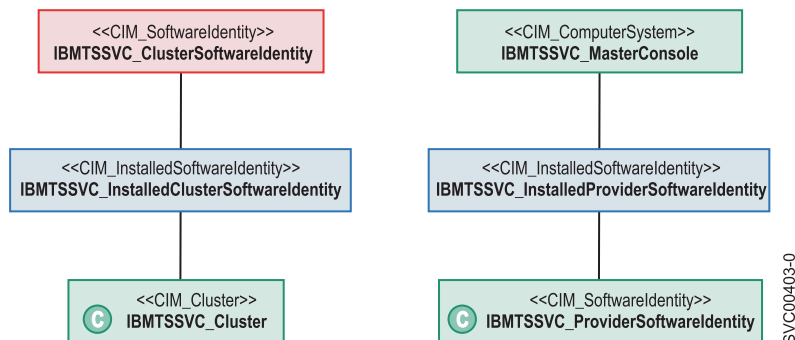 <<CIM_SoftwareIdentity>>
IBMTSSVC_ClusterSoftwareIdentity
<<CIM_InstalledSoftwareIdentity>>
IBMTSSVC_InstalledClusterSoftwareIdentity
<<CIM_Cluster>>
C
IBMTSSVC_Cluster
<<CIM_ComputerSystem>>
IBMTSSVC_MasterConsole
<<CIM_InstalledSoftwareIdentity>>
IBMTSSVC_InstalledProviderSoftwareIdentity
<<CIM_SoftwareIdentity>>
C
IBMTSSVC_ProviderSoftwareIdentity
SVC00403-0